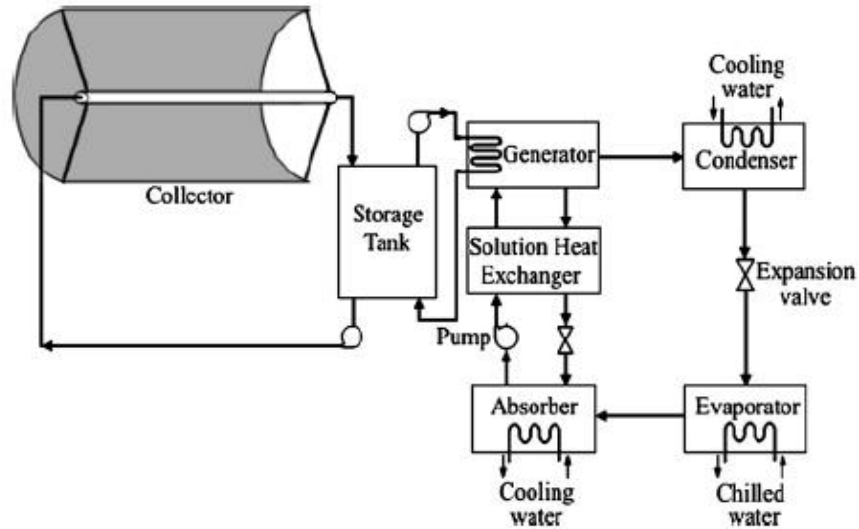 Cooling
water
Generator
Condenser
Collector
Storage
Tank
Solution Heat
Exchanger
Expansion
valve
Pump
Absorber
Evaporator
Cooling
water
Chilled
water